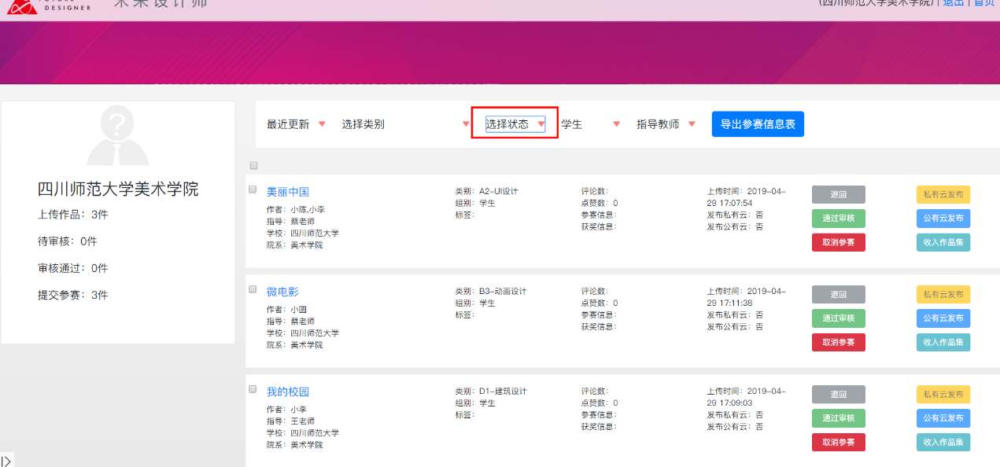 DESIGNER
未来设计师
(四川师范大学美术学院) | 退出 | 首页
四川师范大学美术学院
上传作品：3件
待审核：0件
审核通过：0件
提交参赛：3件
最近更新 选择类别 选择状态 学生 指导教师 导出参赛信息表
美丽中国
作者：小陈,小李
指导：蔡老师
学校：四川师范大学
院系：美术学院
类别：A2-UI设计
组别：学生
标签：
评论数：
点赞数：0
参赛信息：
获奖信息：
上传时间：2019-04-
29 17:07:54
发布私有云：否
发布公有云：否
退回
通过审核
取消参赛
私有云发布
公有云发布
收入作品集
微电影
作者：小圆
指导：蔡老师
学校：四川师范大学
院系：美术学院
类别：B3-动画设计
组别：学生
标签：
评论数：
点赞数：0
参赛信息：
获奖信息：
上传时间：2019-04-
29 17:11:38
发布私有云：否
发布公有云：否
退回
通过审核
取消参赛
私有云发布
公有云发布
收入作品集
我的校园
作者：小李
指导：王老师
学校：四川师范大学
院系：美术学院
类别：D1-建筑设计
组别：学生
标签：
评论数：
点赞数：0
参赛信息：
获奖信息：
上传时间：2019-04-
29 17:09:03
发布私有云：否
发布公有云：否
退回
通过审核
取消参赛
私有云发布
公有云发布
收入作品集